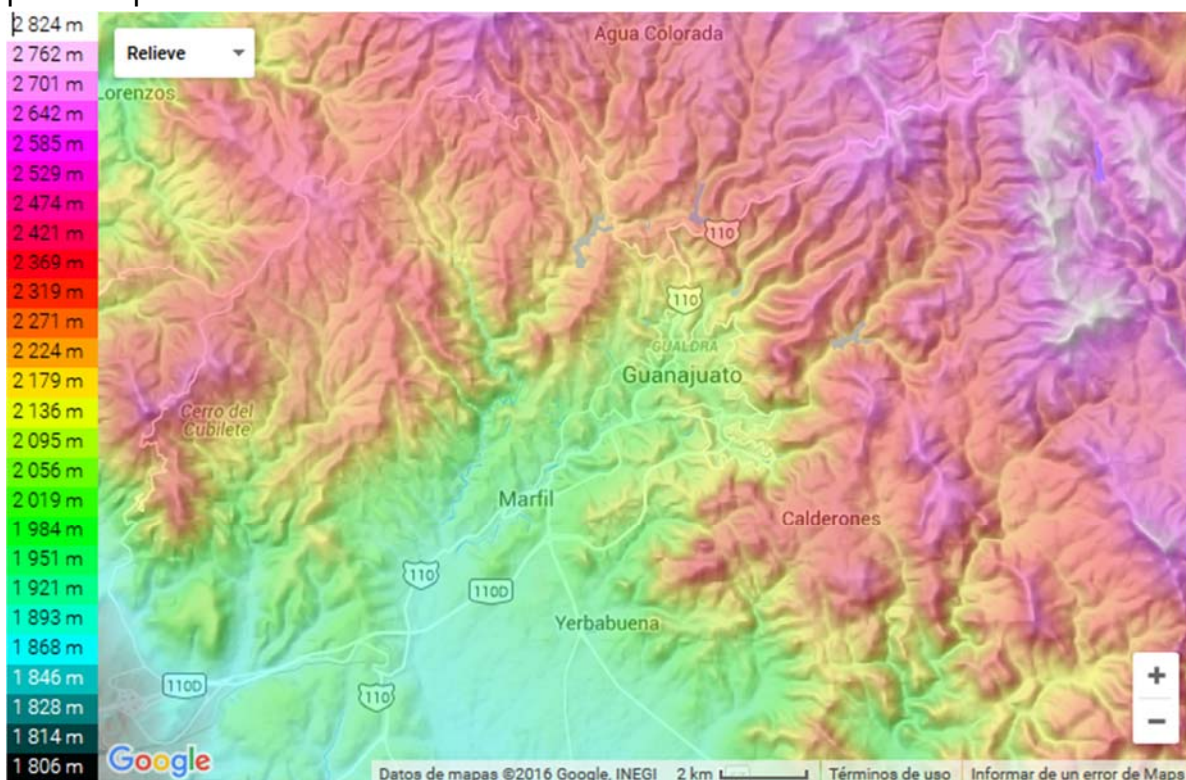 2 824 m
2 762 m
2 701 m
2 642 m
2 585 m
2 529 m
2 474 m
2 421 m
2 369 m
2 319 m
2 271 m
2 224 m
2 179 m
2 136 m
2 095 m
2 056 m
2 019 m
1 984 m
1 951 m
1 921 m
1 893 m
1 868 m
1 846 m
1 828 m
1 814 m
1 806 m
Relieve
Agua Colorada
Lorenzos
110
110
GUALDRA
Guanajuato
Cerro del
Cubilete
Marfil
Calderones
110
110D
Yerbabuena
110D
110
+
−
Google
Datos de mapas ©2016 Google, INEGI 2 km Términos de uso Informar de un error de Maps